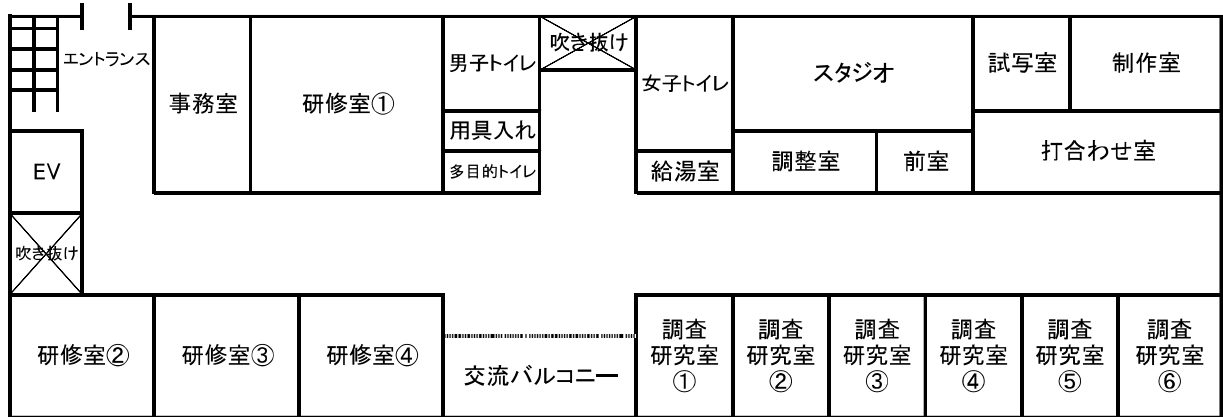 エントランス
事務室
研修室①
男子トイレ
用具入れ
多目的トイレ
吹き抜け
女子トイレ
給湯室
スタジオ
調整室
前室
試写室
制作室
打合わせ室
EV
吹き抜け
研修室②
研修室③
研修室④
交流バルコニー
調査
研究室
①
調査
研究室
②
調査
研究室
③
調査
研究室
④
調査
研究室
⑤
調査
研究室
⑥